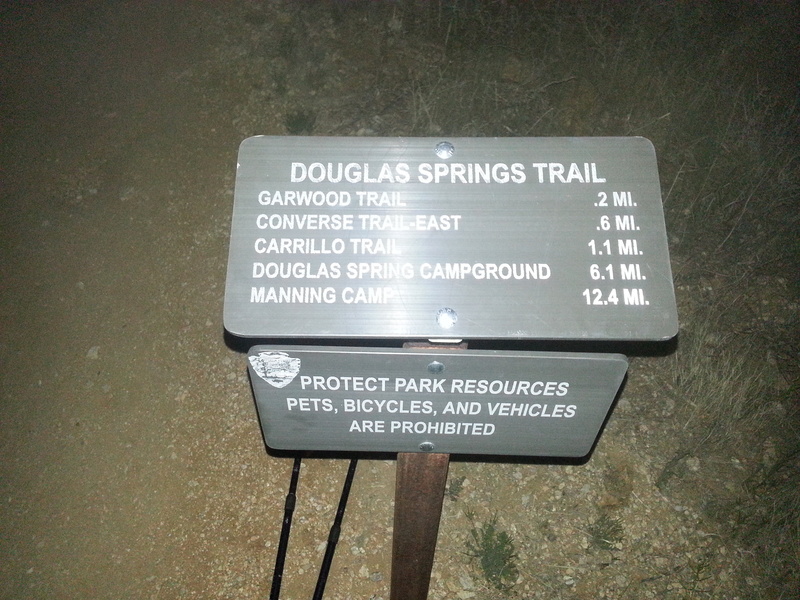 DOUGLAS SPRINGS TRAIL
GARWOOD TRAIL .2 MI.
CONVERSE TRAIL-EAST .6 MI.
CARRILLO TRAIL 1.1 MI.
DOUGLAS SPRING CAMPGROUND 6.1 MI.
MANNING CAMP 12.4 MI.
PROTECT PARK RESOURCES
PETS, BICYCLES, AND VEHICLES
ARE PROHIBITED